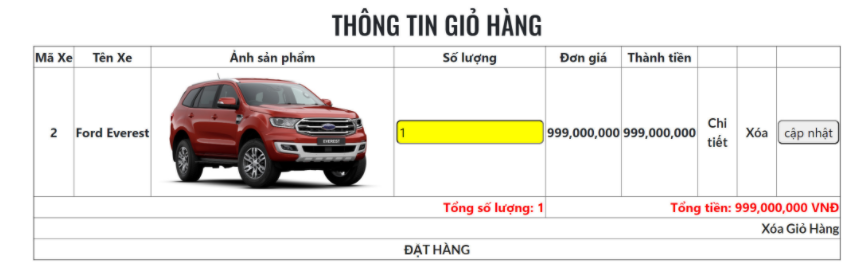 THÔNG TIN GIỎ HÀNG
Mã Xe Tên Xe Ảnh sản phẩm Số lượng Đơn giá Thành tiền
2 Ford Everest EVEREST 1 999,000,000 999,000,000 Chi tiết Xóa cập nhật
Tổng số lượng: 1 Tổng tiền: 999,000,000 VNĐ
Xóa Giỏ Hàng
ĐẶT HÀNG